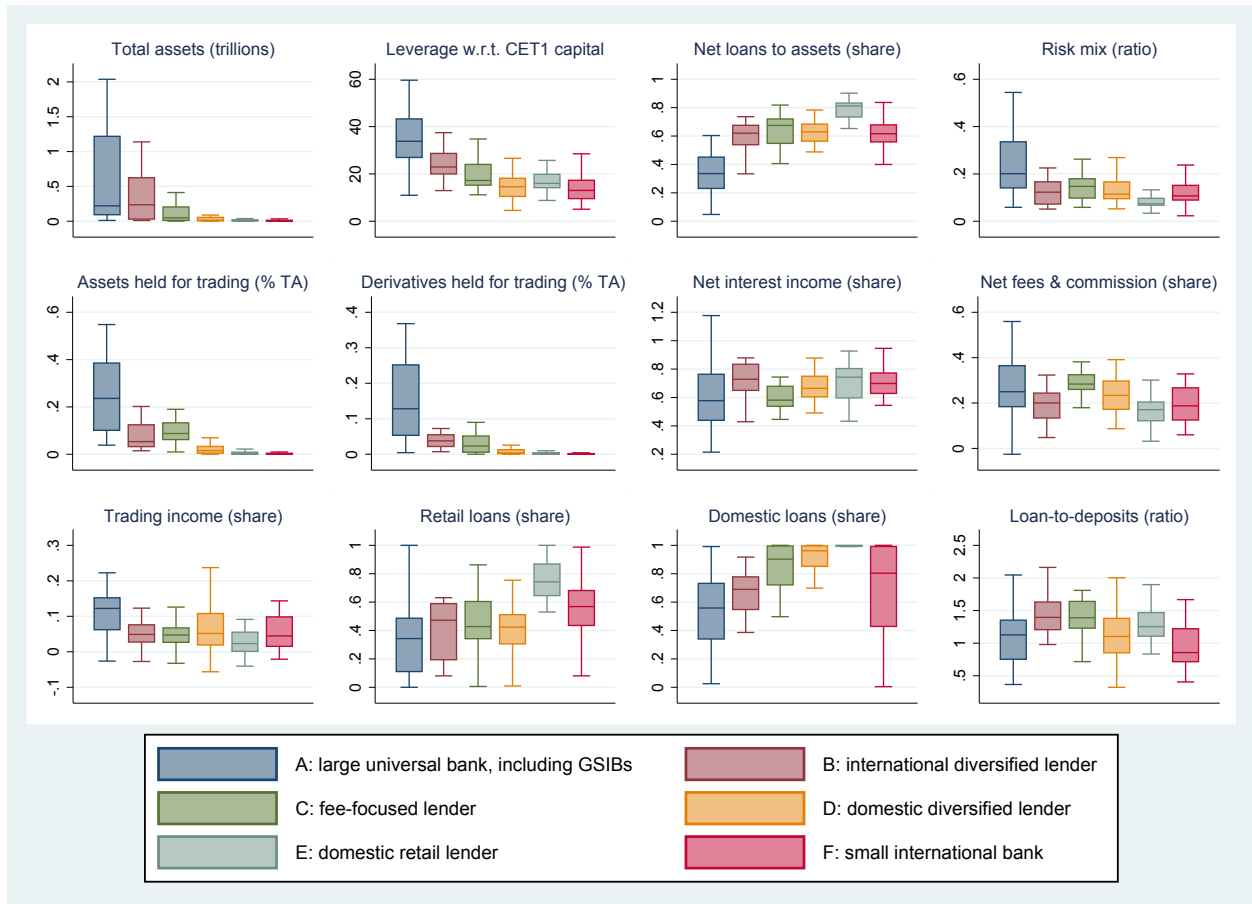 Total assets (trillions)
0 .5 1 1.5 2
Leverage w.r.t. CET1 capital
0 20 40 60
Net loans to assets (share)
0 .2 .4 .6 .8 1
Risk mix (ratio)
0 .2 .4 .6
Assets held for trading (% TA)
0 .2 .4 .6
Derivatives held for trading (% TA)
0 .1 .2 .3 .4
Net interest income (share)
.2 .4 .6 .8 1 1.2
Net fees & commission (share)
0 .2 .4 .6
Trading income (share)
-.1 0 .1 .2 .3
Retail loans (share)
0 .2 .4 .6 .8 1
Domestic loans (share)
0 .2 .4 .6 .8 1
Loan-to-deposits (ratio)
.5 1 1.5 2 2.5
A: large universal bank, including GSIBs
B: international diversified lender
C: fee-focused lender
D: domestic diversified lender
E: domestic retail lender
F: small international bank